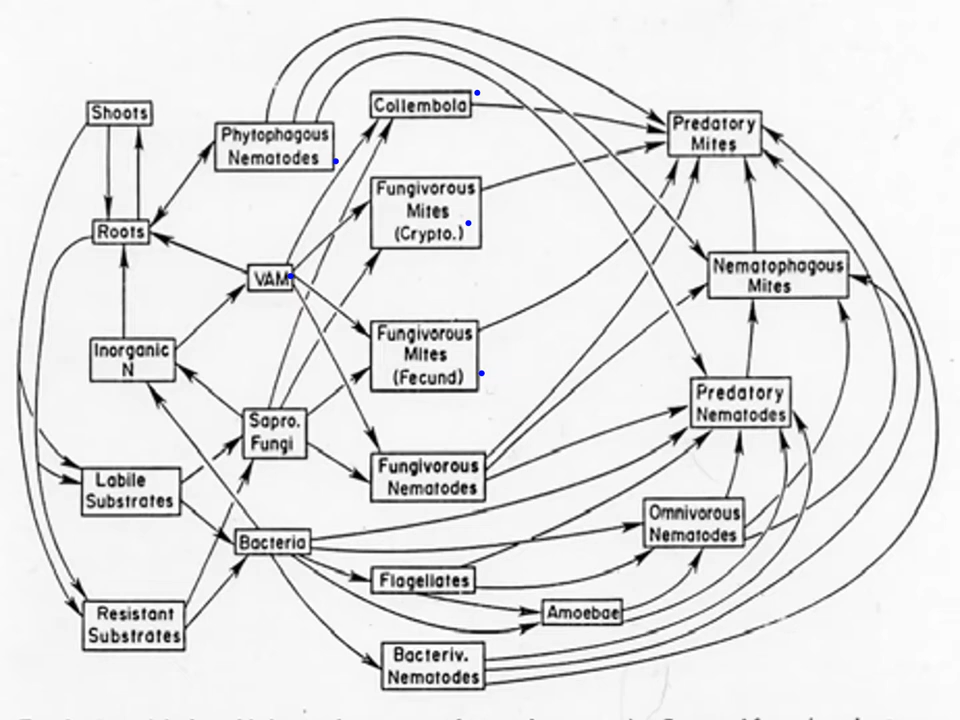 Shoots
Phytophagous
Nematodes
Collembola
Predatory
Mites
Fungivorous
Mites
(Crypto.)
Roots
VAM
Nematophagous
Mites
Inorganic
N
Fungivorous
Mites
(Fecund)
Predatory
Nematodes
Sapro.
Fungi
Labile
Substrates
Fungivorous
Nematodes
Omnivorous
Nematodes
Bacteria
Flagellates
Amoebae
Resistant
Substrates
Bacteriv.
Nematodes